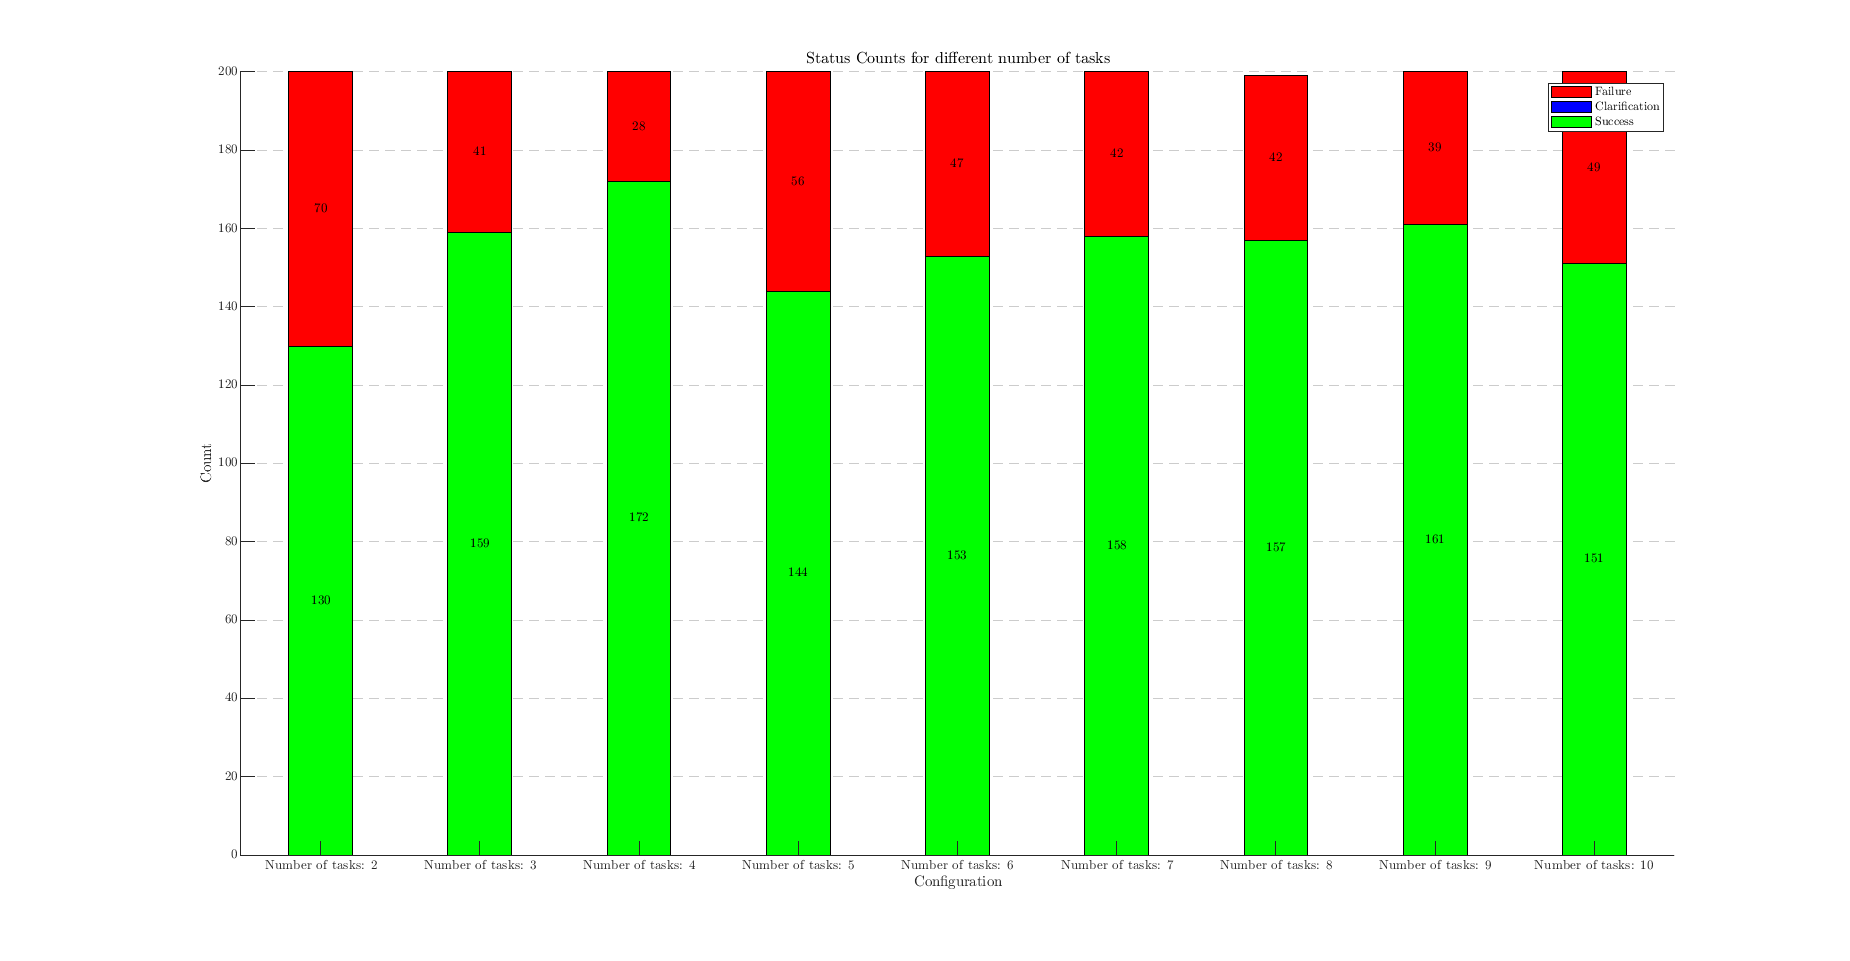 Status Counts for different number of tasks
Failure
Clarification
Success
Count
200
180
160
140
120
100
80
60
40
20
0
70
41
28
56
47
42
42
39
49
130
159
172
144
153
158
157
161
151
Number of tasks: 2
Number of tasks: 3
Number of tasks: 4
Number of tasks: 5
Number of tasks: 6
Number of tasks: 7
Number of tasks: 8
Number of tasks: 9
Number of tasks: 10
Configuration